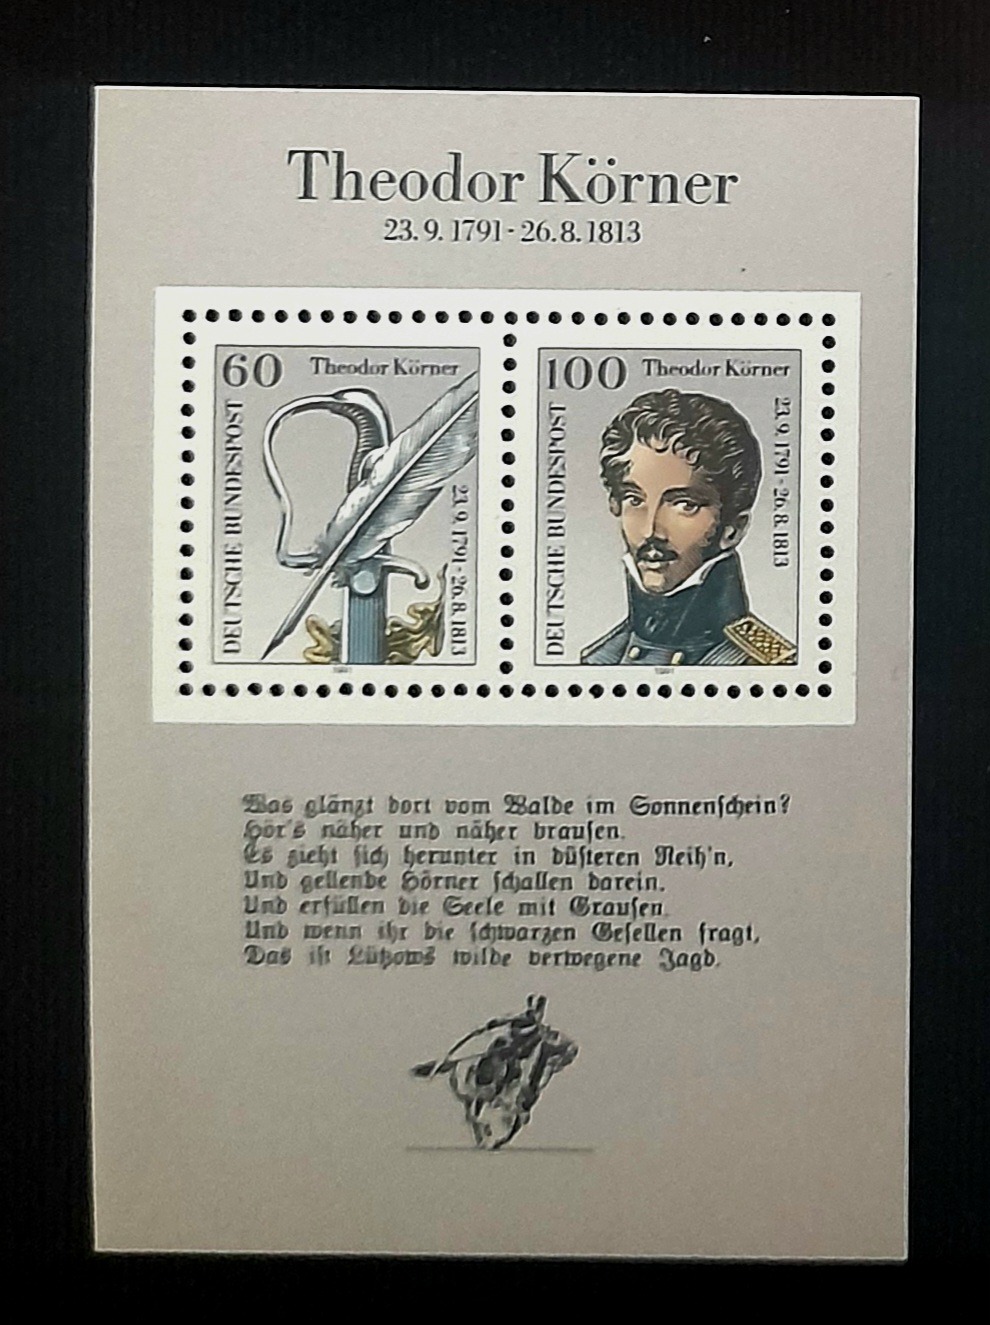 Theodor Körner
23. 9. 1791 - 26. 8. 1813
60 Theodor Körner
DEUTSCHE BUNDESPOST
23. 9. 1791 - 26. 8. 1813
1991
100 Theodor Körner
DEUTSCHE BUNDESPOST
23. 9. 1791 - 26. 8. 1813
1991
Was glänzt dort vom Walde im Sonnenſchein?
Hör's näher und näher brauſen.
Es zieht ſich herunter in düſteren Reih'n,
Und gellende Hörner ſchallen darein.
Und erfüllen die Seele mit Grauſen.
Und wenn ihr die ſchwarzen Geſellen fragt,
Das iſt Lützows wilde verwegene Jagd.